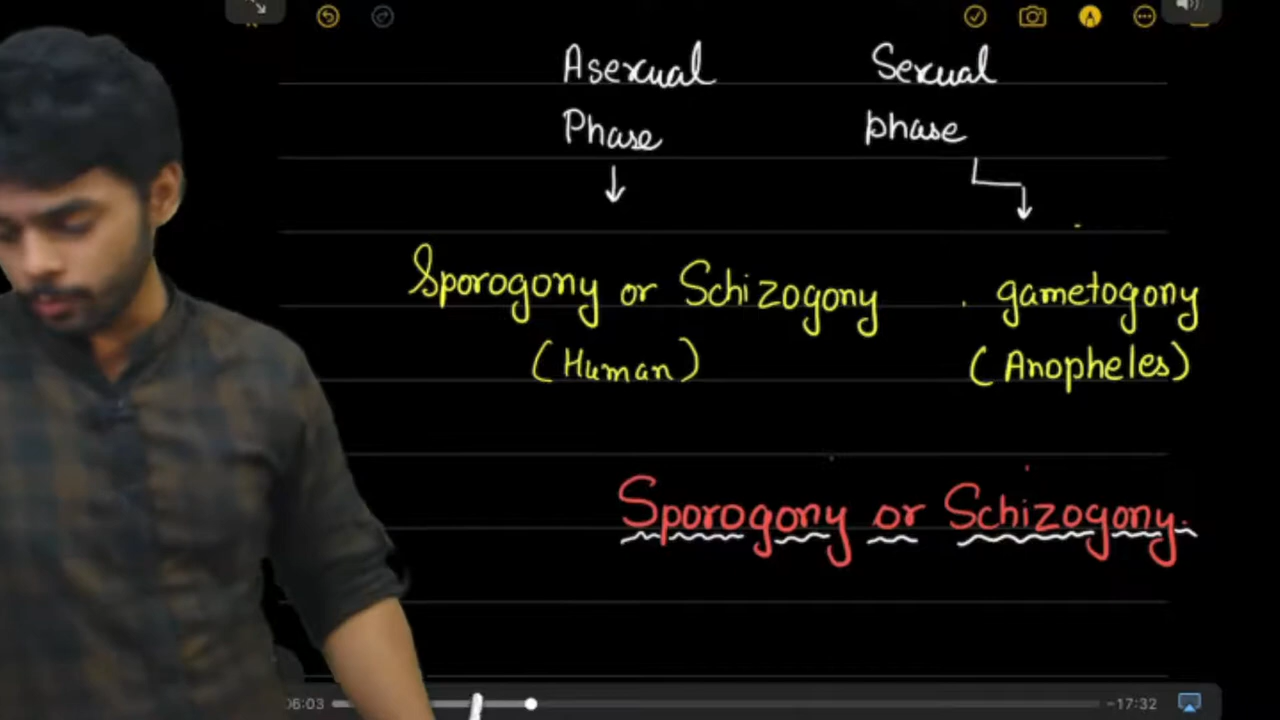 Asexual Sexual
Phase phase
Sporogony or Schizogony gametogony
(Human) (Anopheles)
Sporogony or Schizogony.
06:03 -17:32